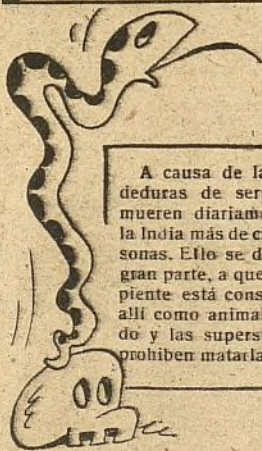 A causa de la
deduras de ser
mueren diariame
la India más de c
sonas. Ello se d
gran parte, a que
piente está cons
allí como anima
do y las supers
prohiben matarla